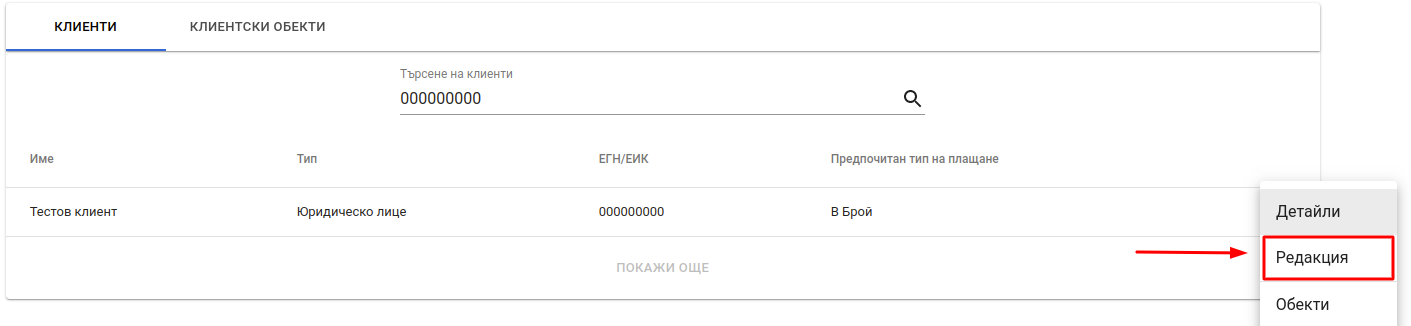 КЛИЕНТИ КЛИЕНТСКИ ОБЕКТИ
Търсене на клиенти
000000000
Име Тип ЕГН/ЕИК Предпочитан тип на плащане
Тестов клиент Юридическо лице 000000000 В Брой
Детайли
ПОКАЖИ ОЩЕ
Редакция
Обекти